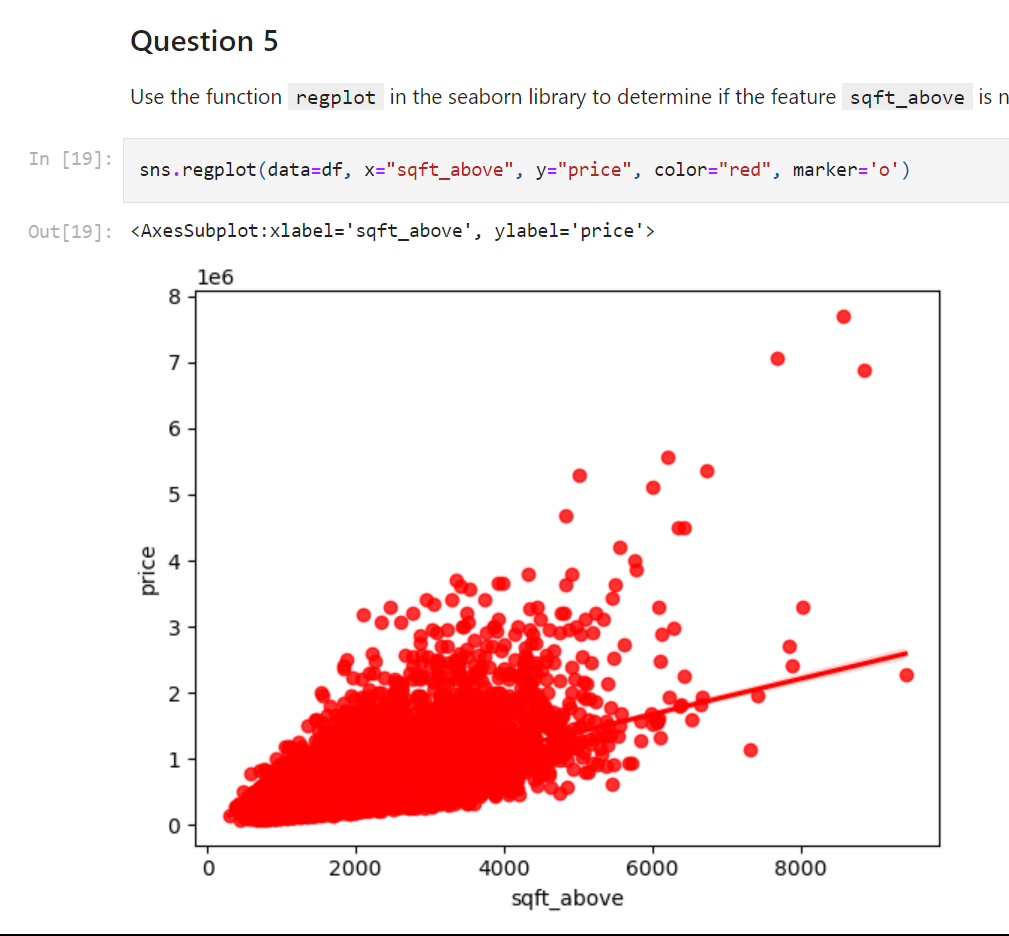 Question 5
Use the function regplot in the seaborn library to determine if the feature sqft_above is n
In [19]: sns.regplot(data=df, x="sqft_above", y="price", color="red", marker='o')
Out[19]: <AxesSubplot:xlabel='sqft_above', ylabel='price'>
1e6
8
7
6
5
4
3
2
1
0
price
0 2000 4000 6000 8000
sqft_above